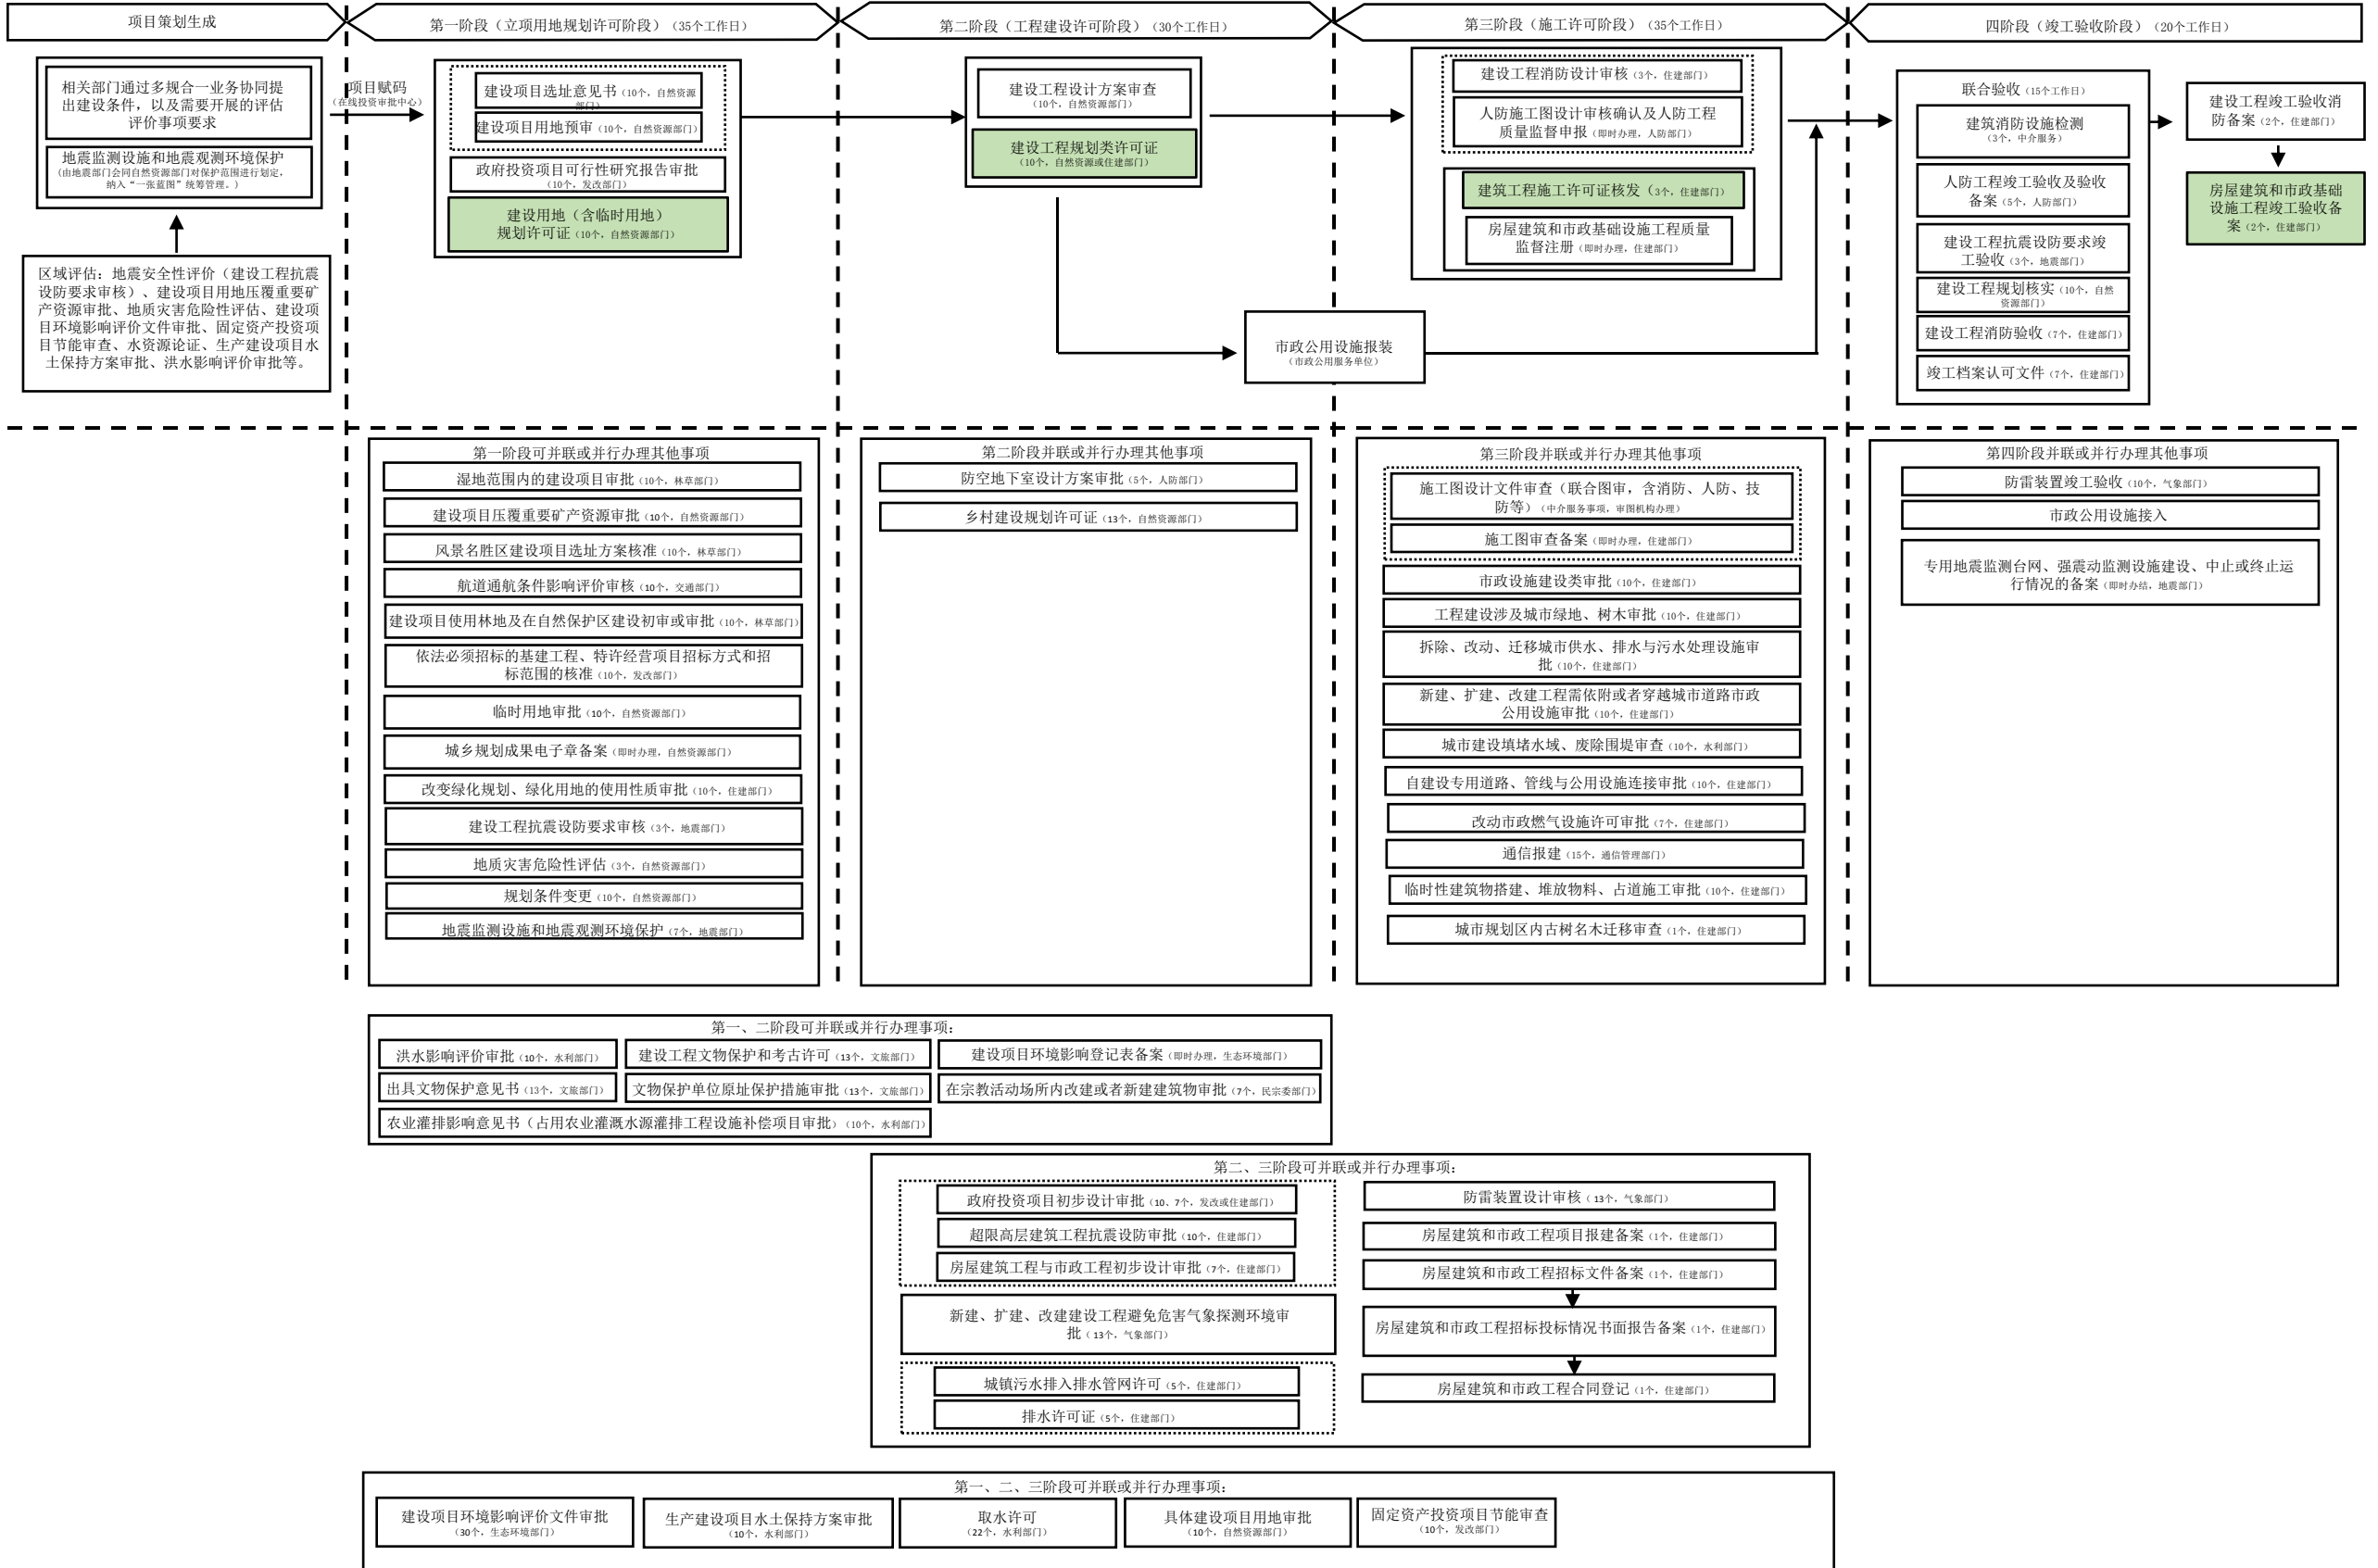 项目策划生成
第一阶段（立项用地规划许可阶段）（35个工作日）
第二阶段（工程建设许可阶段）（30个工作日）
第三阶段（施工许可阶段）（35个工作日）
四阶段（竣工验收阶段）（20个工作日）
相关部门通过多规合一业务协同提
出建设条件，以及需要开展的评估
评价事项要求
地震监测设施和地震观测环境保护
(由地震部门会同自然资源部门对保护范围进行划定，
纳入“一张蓝图”统筹管理。)
区域评估：地震安全性评价（建设工程抗震
设防要求审核）、建设项目用地压覆重要矿
产资源审批、地质灾害危险性评估、建设项
目环境影响评价文件审批、固定资产投资项
目节能审查、水资源论证、生产建设项目水
土保持方案审批、洪水影响评价审批等。
项目赋码
（在线投资审批中心）
建设项目选址意见书（10个，自然资源
部门）
建设项目用地预审（10个，自然资源部门）
政府投资项目可行性研究报告审批
（10个，发改部门）
建设用地（含临时用地）
规划许可证（10个，自然资源部门）
建设工程设计方案审查
（10个，自然资源部门）
建设工程规划类许可证
（10个，自然资源或住建部门）
市政公用设施报装
（市政公用服务单位）
建设工程消防设计审核（3个，住建部门）
人防施工图设计审核确认及人防工程
质量监督申报（即时办理，人防部门）
建筑工程施工许可证核发（3个，住建部门）
房屋建筑和市政基础设施工程质量
监督注册（即时办理，住建部门）
联合验收（15个工作日）
建筑消防设施检测
（3个，中介服务）
人防工程竣工验收及验收
备案（5个，人防部门）
建设工程抗震设防要求竣
工验收（3个，地震部门）
建设工程规划核实（10个，自然
资源部门）
建设工程消防验收（7个，住建部门）
竣工档案认可文件（7个，住建部门）
建设工程竣工验收消
防备案（2个，住建部门）
房屋建筑和市政基础
设施工程竣工验收备
案（2个，住建部门）
第一阶段可并联或并行办理其他事项
湿地范围内的建设项目审批（10个，林草部门）
建设项目压覆重要矿产资源审批（10个，自然资源部门）
风景名胜区建设项目选址方案核准（10个，林草部门）
航道通航条件影响评价审核（10个，交通部门）
建设项目使用林地及在自然保护区建设初审或审批（10个，林草部门）
依法必须招标的基建工程、特许经营项目招标方式和招
标范围的核准（10个，发改部门）
临时用地审批（10个，自然资源部门）
城乡规划成果电子章备案（即时办理，自然资源部门）
改变绿化规划、绿化用地的使用性质审批（10个，住建部门）
建设工程抗震设防要求审核（3个，地震部门）
地质灾害危险性评估（3个，自然资源部门）
规划条件变更（10个，自然资源部门）
地震监测设施和地震观测环境保护（7个，地震部门）
第二阶段并联或并行办理其他事项
防空地下室设计方案审批（5个，人防部门）
乡村建设规划许可证（13个，自然资源部门）
第三阶段并联或并行办理其他事项
施工图设计文件审查（联合图审，含消防、人防、技
防等）（中介服务事项，审图机构办理）
施工图审查备案（即时办理，住建部门）
市政设施建设类审批（10个，住建部门）
工程建设涉及城市绿地、树木审批（10个，住建部门）
拆除、改动、迁移城市供水、排水与污水处理设施审
批（10个，住建部门）
新建、扩建、改建工程需依附或者穿越城市道路市政
公用设施审批（10个，住建部门）
城市建设填堵水域、废除围堤审查（10个，水利部门）
自建设专用道路、管线与公用设施连接审批（10个，住建部门）
改动市政燃气设施许可审批（7个，住建部门）
通信报建（15个，通信管理部门）
临时性建筑物搭建、堆放物料、占道施工审批（10个，住建部门）
城市规划区内古树名木迁移审查（1个，住建部门）
第四阶段并联或并行办理其他事项
防雷装置竣工验收（10个，气象部门）
市政公用设施接入
专用地震监测台网、强震动监测设施建设、中止或终止运
行情况的备案（即时办结，地震部门）
第一、二阶段可并联或并行办理事项：
洪水影响评价审批（10个，水利部门）
建设工程文物保护和考古许可（13个，文旅部门）
建设项目环境影响登记表备案（即时办理，生态环境部门）
出具文物保护意见书（13个，文旅部门）
文物保护单位原址保护措施审批（13个，文旅部门）
在宗教活动场所内改建或者新建建筑物审批（7个，民宗委部门）
农业灌排影响意见书（占用农业灌溉水源灌排工程设施补偿项目审批）（10个，水利部门）
第二、三阶段可并联或并行办理事项：
政府投资项目初步设计审批（10、7个，发改或住建部门）
超限高层建筑工程抗震设防审批（10个，住建部门）
房屋建筑工程与市政工程初步设计审批（7个，住建部门）
新建、扩建、改建建设工程避免危害气象探测环境审
批（ 13个，气象部门）
城镇污水排入排水管网许可（5个，住建部门）
排水许可证（5个，住建部门）
防雷装置设计审核（ 13个，气象部门）
房屋建筑和市政工程项目报建备案（1个，住建部门）
房屋建筑和市政工程招标文件备案（1个，住建部门）
房屋建筑和市政工程招标投标情况书面报告备案（1个，住建部门）
房屋建筑和市政工程合同登记（1个，住建部门）
第一、二、三阶段可并联或并行办理事项：
建设项目环境影响评价文件审批
（30个，生态环境部门）
生产建设项目水土保持方案审批
（10个，水利部门）
取水许可
（22个，水利部门）
具体建设项目用地审批
（10个，自然资源部门）
固定资产投资项目节能审查
（10个，发改部门）